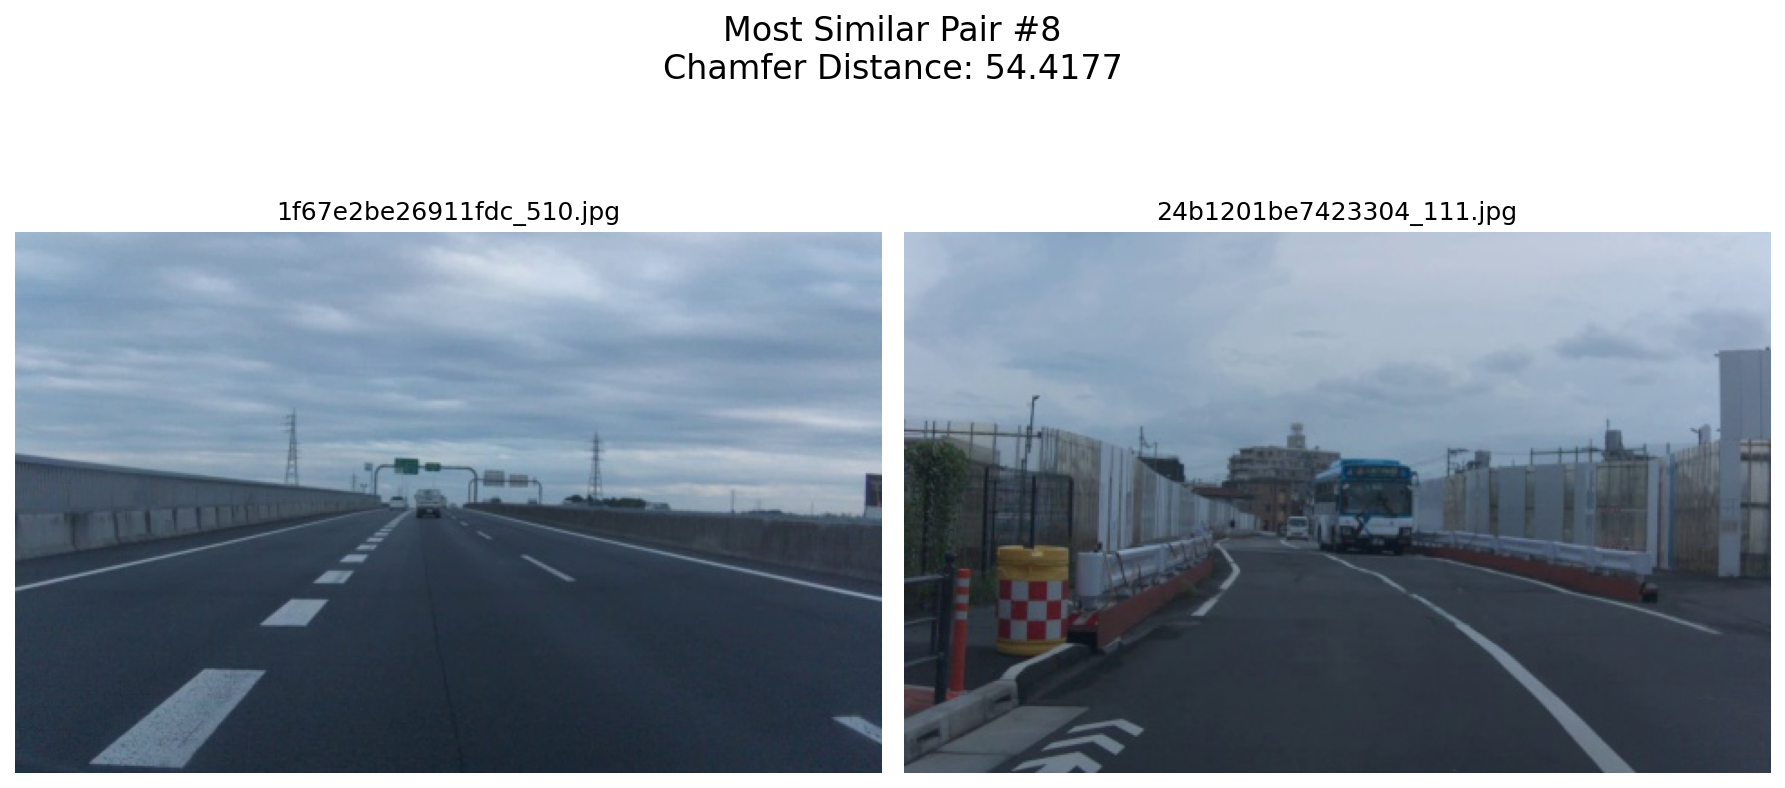 Most Similar Pair #8
Chamfer Distance: 54.4177
1f67e2be26911fdc_510.jpg
24b1201be7423304_111.jpg